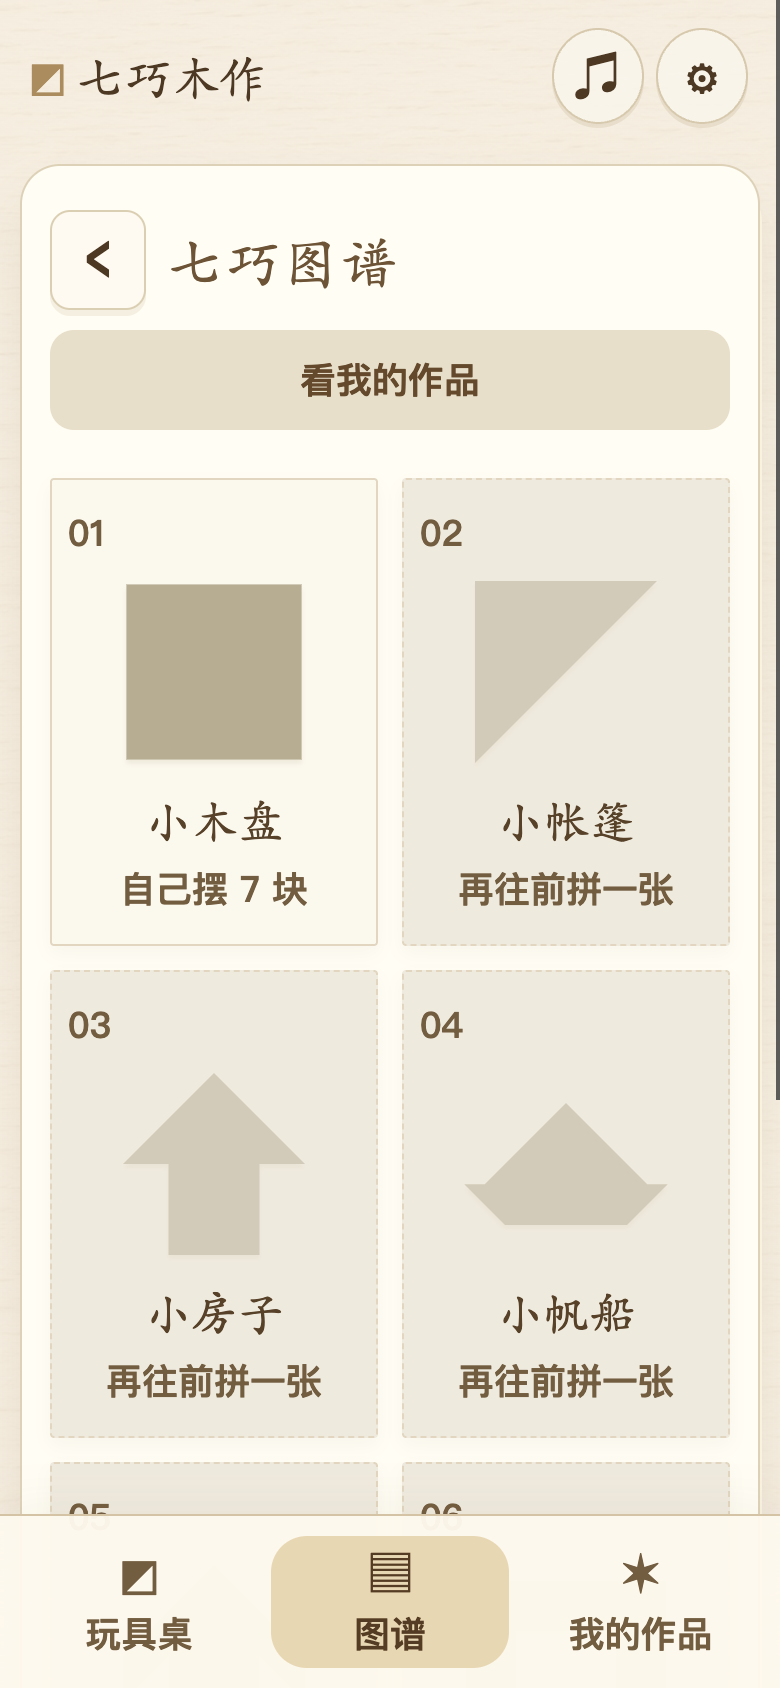 七巧木作
七巧图谱
看我的作品
01
小木盘
自己摆 7 块
02
小帐篷
再往前拼一张
03
小房子
再往前拼一张
04
小帆船
再往前拼一张
05
06
玩具桌
图谱
我的作品